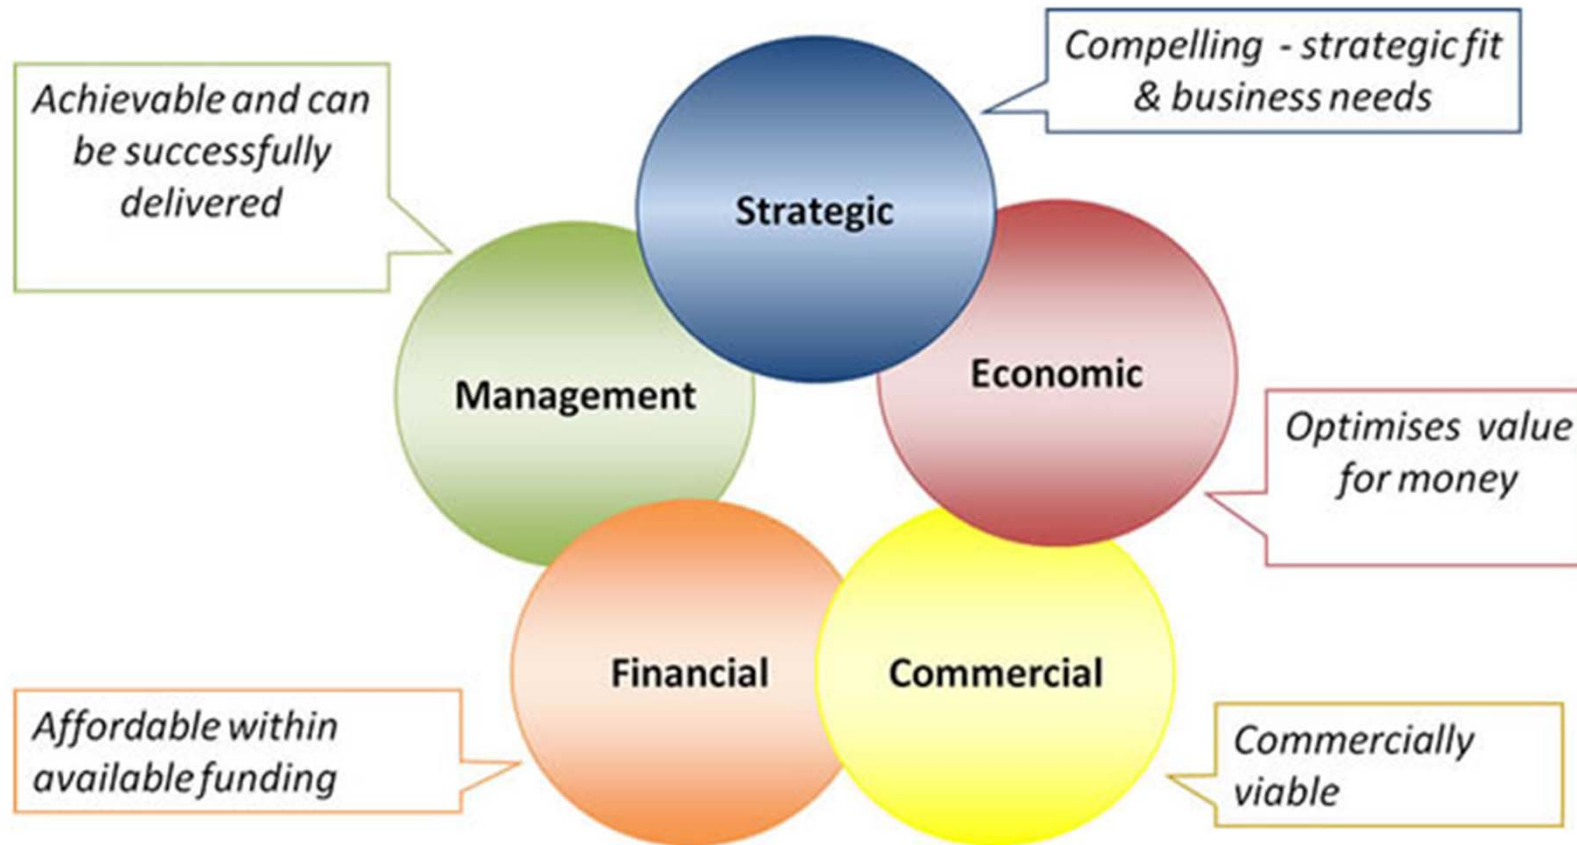 Compelling - strategic fit
& business needs
Achievable and can
be successfully
delivered
Strategic
Economic
Management
Optimises value
for money
Financial
Commercial
Affordable within
available funding
Commercially
viable